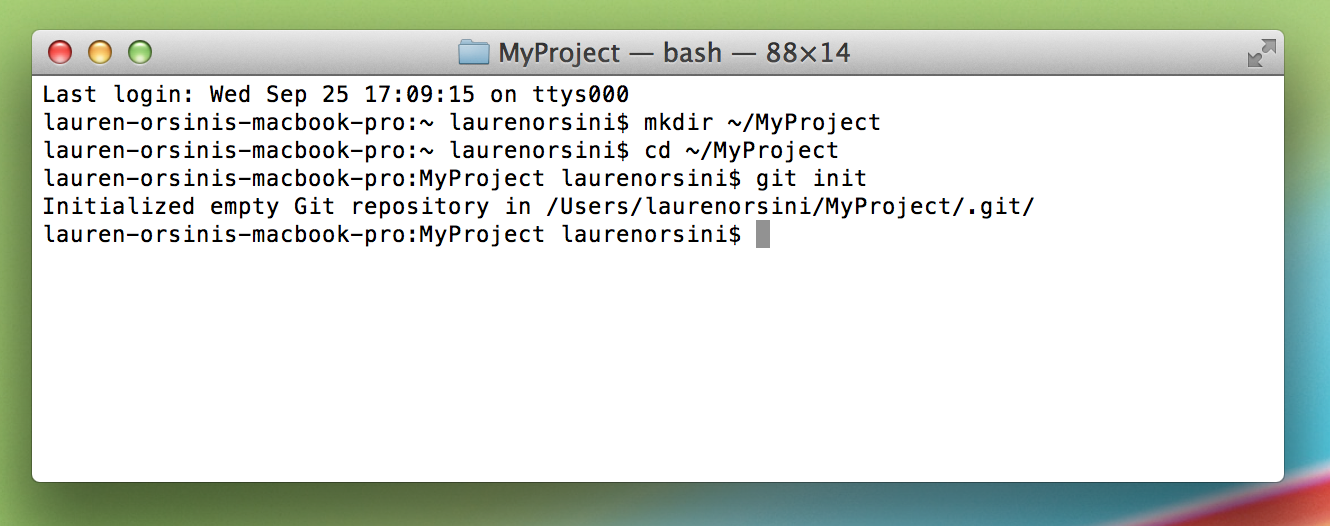 MyProject — bash — 88×14
Last login: Wed Sep 25 17:09:15 on ttys000
lauren-orsinis-macbook-pro:~ laurenorsini$ mkdir ~/MyProject
lauren-orsinis-macbook-pro:~ laurenorsini$ cd ~/MyProject
lauren-orsinis-macbook-pro:MyProject laurenorsini$ git init
Initialized empty Git repository in /Users/laurenorsini/MyProject/.git/
lauren-orsinis-macbook-pro:MyProject laurenorsini$